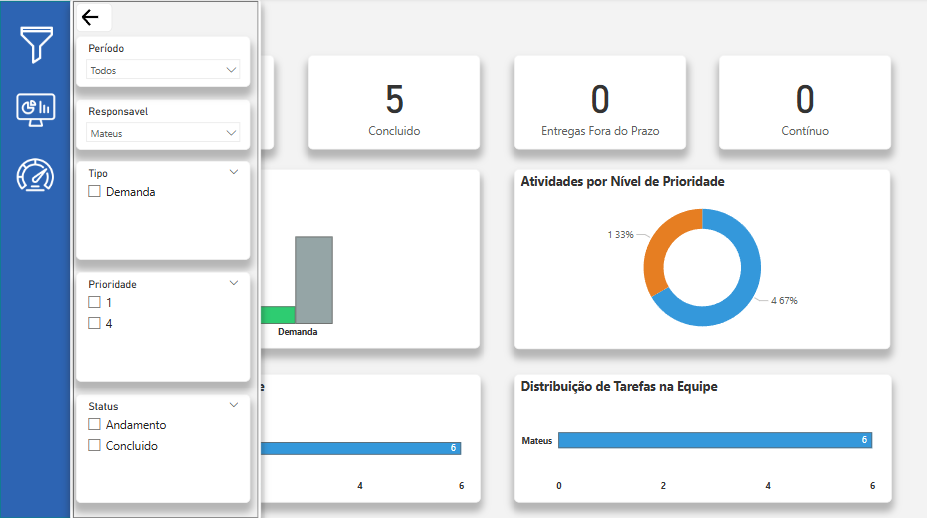 Período
Todos
Responsavel
Mateus
Tipo
Demanda
Prioridade
1
4
Status
Andamento
Concluido
5
Concluido
0
Entregas Fora do Prazo
0
Contínuo
Demanda
Atividades por Nível de Prioridade
1 33%
4 67%
e
6
4
6
Distribuição de Tarefas na Equipe
Mateus
6
0
2
4
6